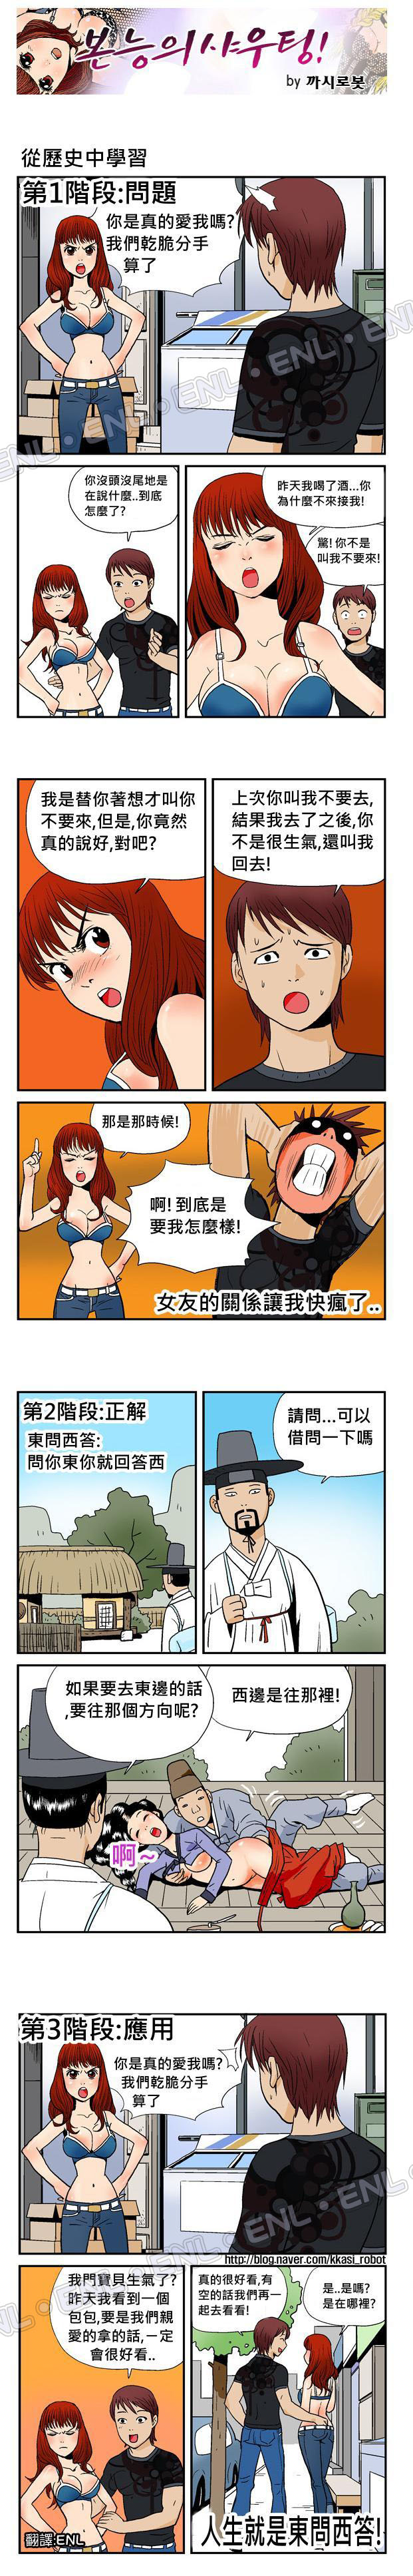 본능의샤우팅!
by 까시로봇
從歷史中學習
第1階段:問題
你是真的愛我嗎?
我們乾脆分手
算了
你沒頭沒尾地是
在說什麼..到底
怎麼了?
昨天我喝了酒...你
為什麼不來接我!
驚! 你不是
叫我不要來!
我是替你著想才叫你
不要來,但是,你竟然
真的說好,對吧?
上次你叫我不要去,
結果我去了之後,你
不是很生氣,還叫我
回去!
那是那時候!
啊! 到底是
要我怎麼樣!
女友的關係讓我快瘋了..
第2階段:正解
東問西答:
問你東你就回答西
請問...可以
借問一下嗎
如果要去東邊的話
,要往那個方向呢?
西邊是往那裡!
啊~
第3階段:應用
你是真的愛我嗎?
我們乾脆分手
算了
http://blog.naver.com/kkasi_robot
我門寶貝生氣了?
昨天我看到一個
包包,要是我們親
愛的拿的話,一定
會很好看..
真的很好看,有
空的話我們再一
起去看看!
是..是嗎?
是在哪裡?
翻譯:ENL
人生就是東問西答!
ENL • ENL • ENL • ENL
ENL • ENL • ENL • ENL